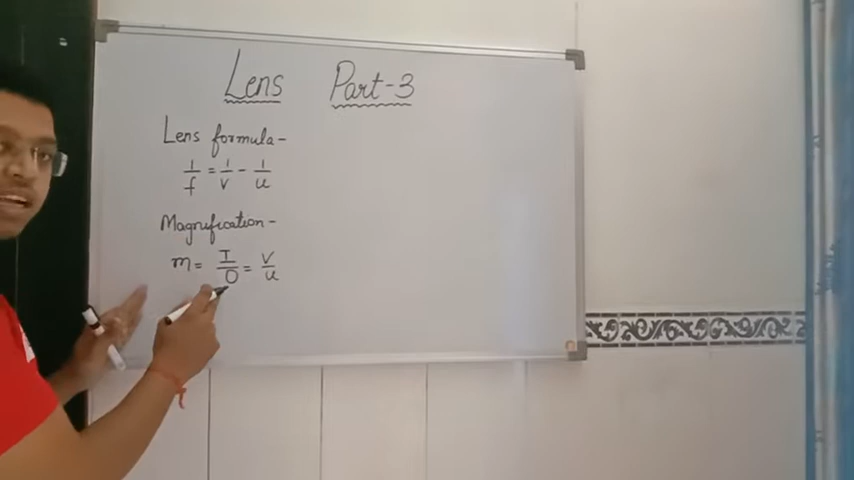 Lens Part-3
Lens formula-
1/f = 1/v - 1/u
Magnification-
m = I/O = v/u